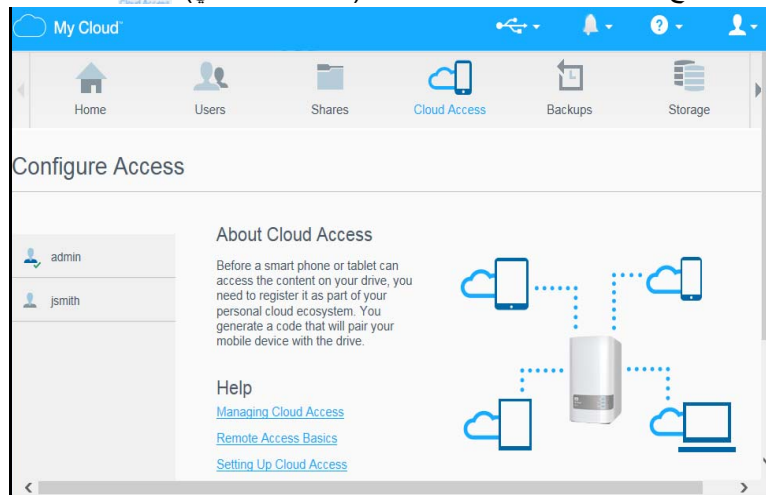 My Cloud™
Home
Users
Shares
Cloud Access
Backups
Storage
Configure Access
admin
jsmith
About Cloud Access
Before a smart phone or tablet can
access the content on your drive, you
need to register it as part of your
personal cloud ecosystem. You
generate a code that will pair your
mobile device with the drive.
Help
Managing Cloud Access
Remote Access Basics
Setting Up Cloud Access